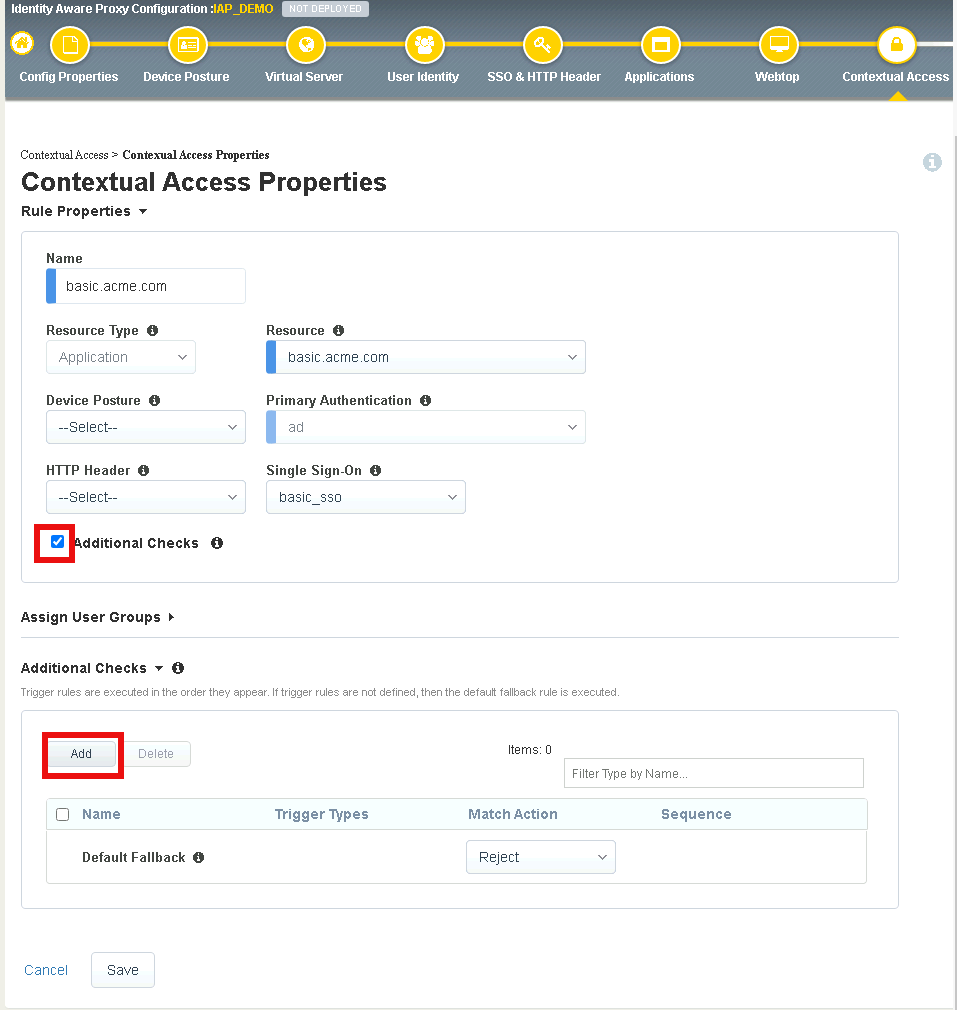 Identity Aware Proxy Configuration :IAP_DEMO NOT DEPLOYED
Config Properties Device Posture Virtual Server User Identity SSO & HTTP Header Applications Webtop Contextual Access
Contextual Access > Contexual Access Properties
Contextual Access Properties
Rule Properties
Name
basic.acme.com
Resource Type Resource
Application basic.acme.com
Device Posture Primary Authentication
--Select-- ad
HTTP Header Single Sign-On
--Select-- basic_sso
Additional Checks
Assign User Groups
Additional Checks
Trigger rules are executed in the order they appear. If trigger rules are not defined, then the default fallback rule is executed.
Add Delete Items: 0
Filter Type by Name...
Name Trigger Types Match Action Sequence
Default Fallback Reject
Cancel Save